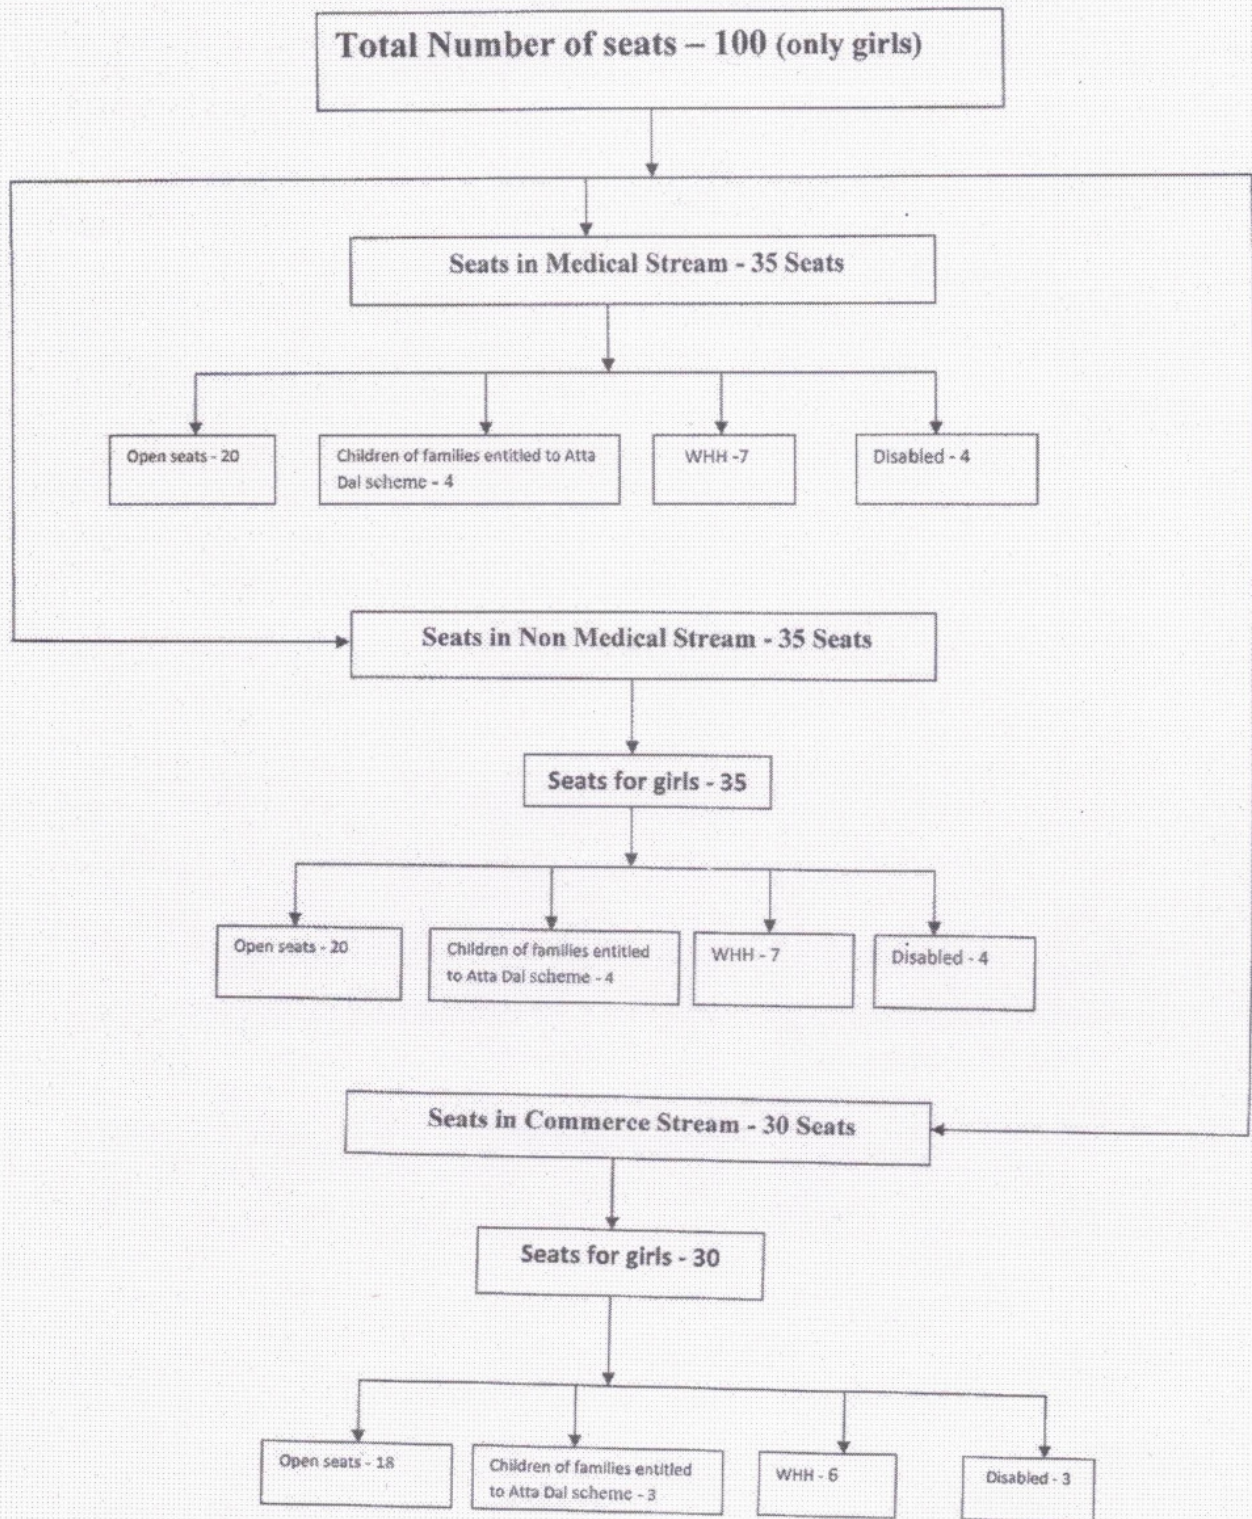 Total Number of seats – 100 (only girls)
Seats in Medical Stream - 35 Seats
Open seats - 20
Children of families entitled to Atta
Dal scheme - 4
WHH -7
Disabled - 4
Seats in Non Medical Stream - 35 Seats
Seats for girls - 35
Open seats - 20
Children of families entitled
to Atta Dal scheme - 4
WHH - 7
Disabled - 4
Seats in Commerce Stream - 30 Seats
Seats for girls - 30
Open seats - 18
Children of families entitled
to Atta Dal scheme - 3
WHH - 6
Disabled - 3